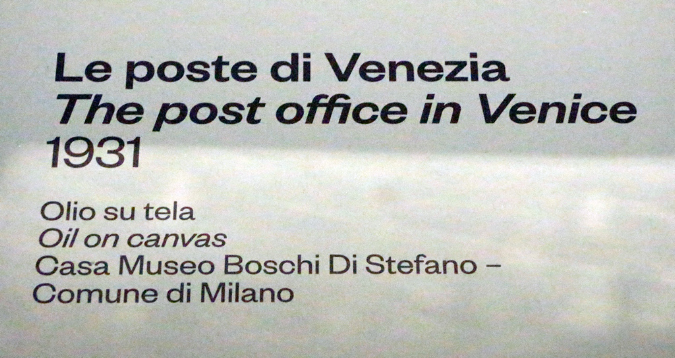 Le poste di Venezia
The post office in Venice
1931
Olio su tela
Oil on canvas
Casa Museo Boschi Di Stefano –
Comune di Milano